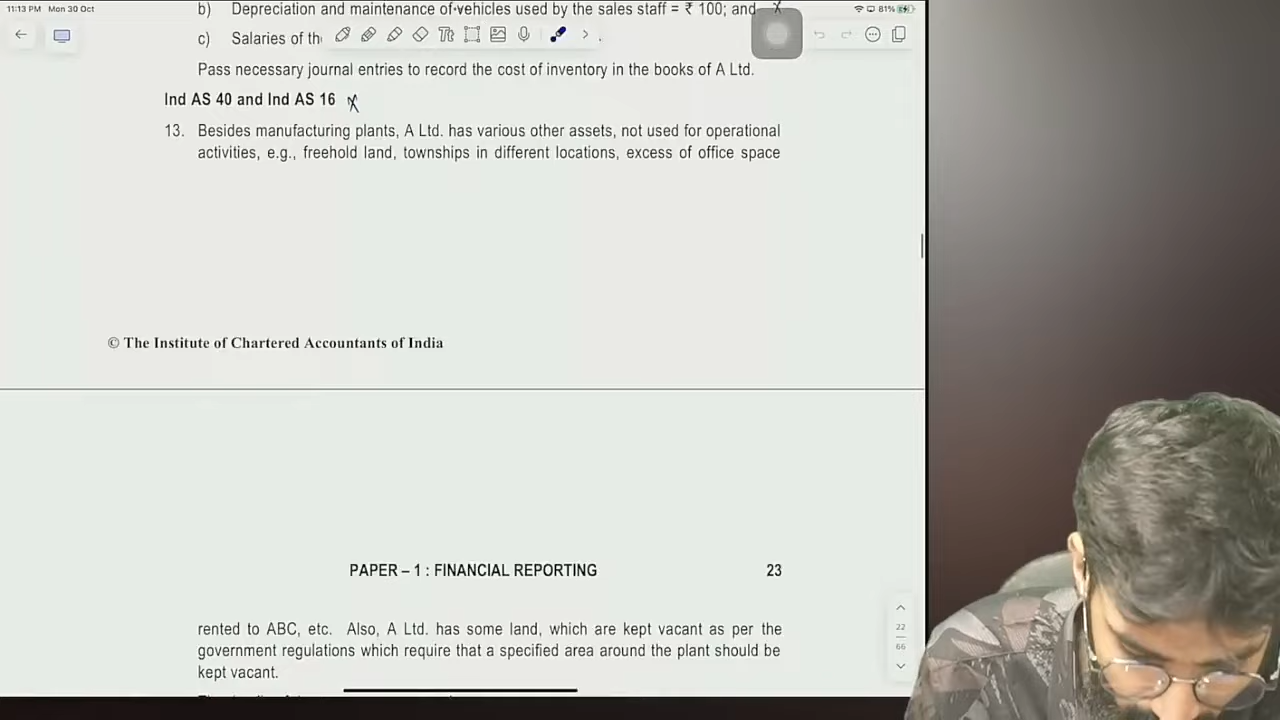 b) Depreciation and maintenance of vehicles used by the sales staff = ₹ 100; and
11:13 PM Mon 30 Oct
81%
c) Salaries of th
Pass necessary journal entries to record the cost of inventory in the books of A Ltd.
Ind AS 40 and Ind AS 16
13. Besides manufacturing plants, A Ltd. has various other assets, not used for operational
activities, e.g., freehold land, townships in different locations, excess of office space
© The Institute of Chartered Accountants of India
PAPER – 1 : FINANCIAL REPORTING 23
rented to ABC, etc. Also, A Ltd. has some land, which are kept vacant as per the
government regulations which require that a specified area around the plant should be
kept vacant.
22
66